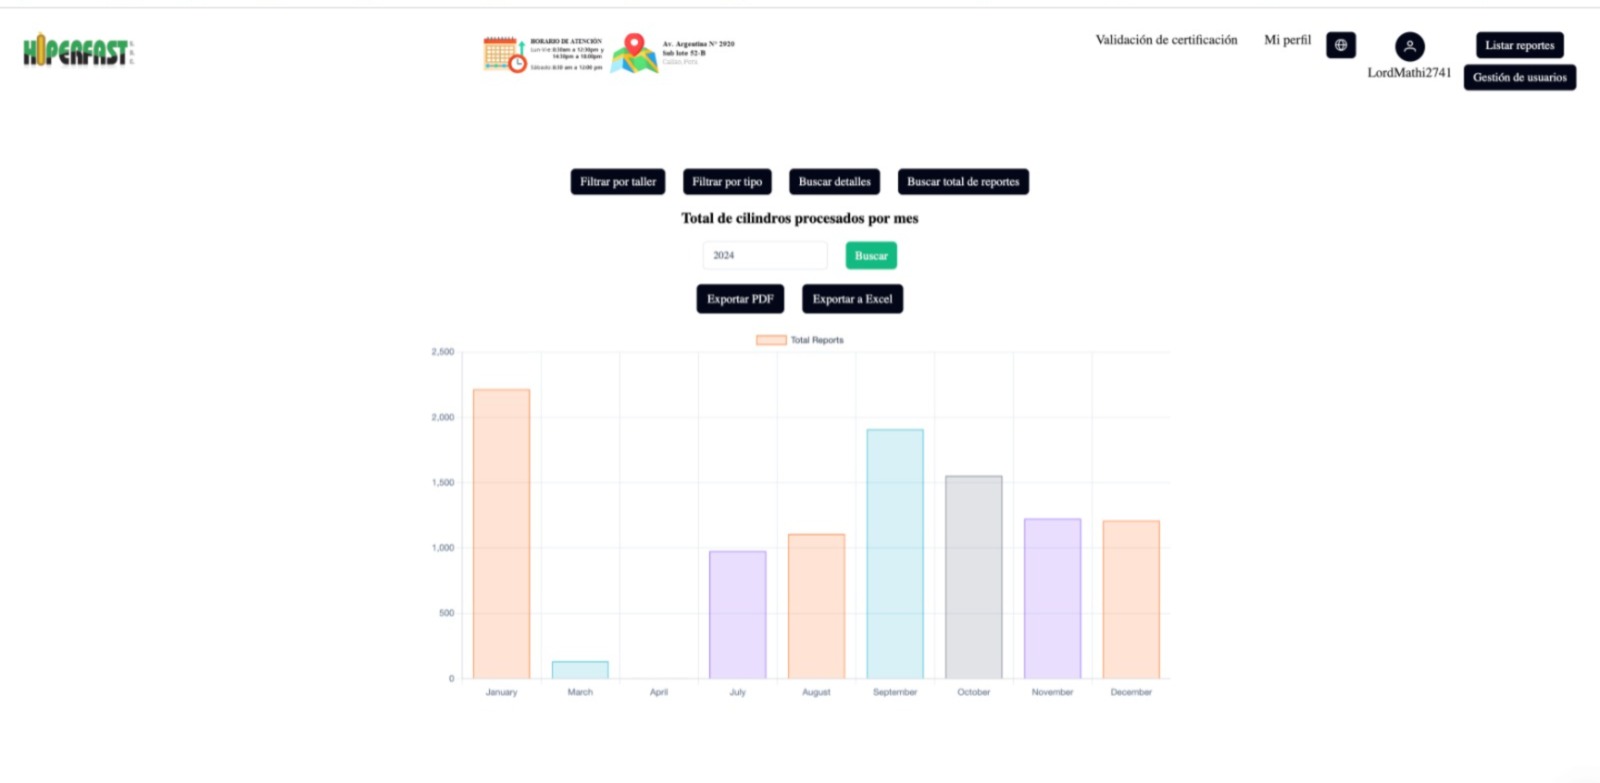 HIPERFAST
HORARIO DE ATENCIÓN
Lun-Vie 8:30am a 12:30pm y
14:30pm a 18:00pm
Sábado 8:30 am a 12:00 pm
Av. Argentina Nº 2020
Sub lote 52-B
Callao, Perú
Validación de certificación
Mi perfil
LordMathi2741
Listar reportes
Gestión de usuarios
Filtrar por taller
Filtrar por tipo
Buscar detalles
Buscar total de reportes
Total de cilindros procesados por mes
2024
Buscar
Exportar PDF
Exportar a Excel
Total Reports
2,500
2,000
1,500
1,000
500
0
January
March
April
July
August
September
October
November
December